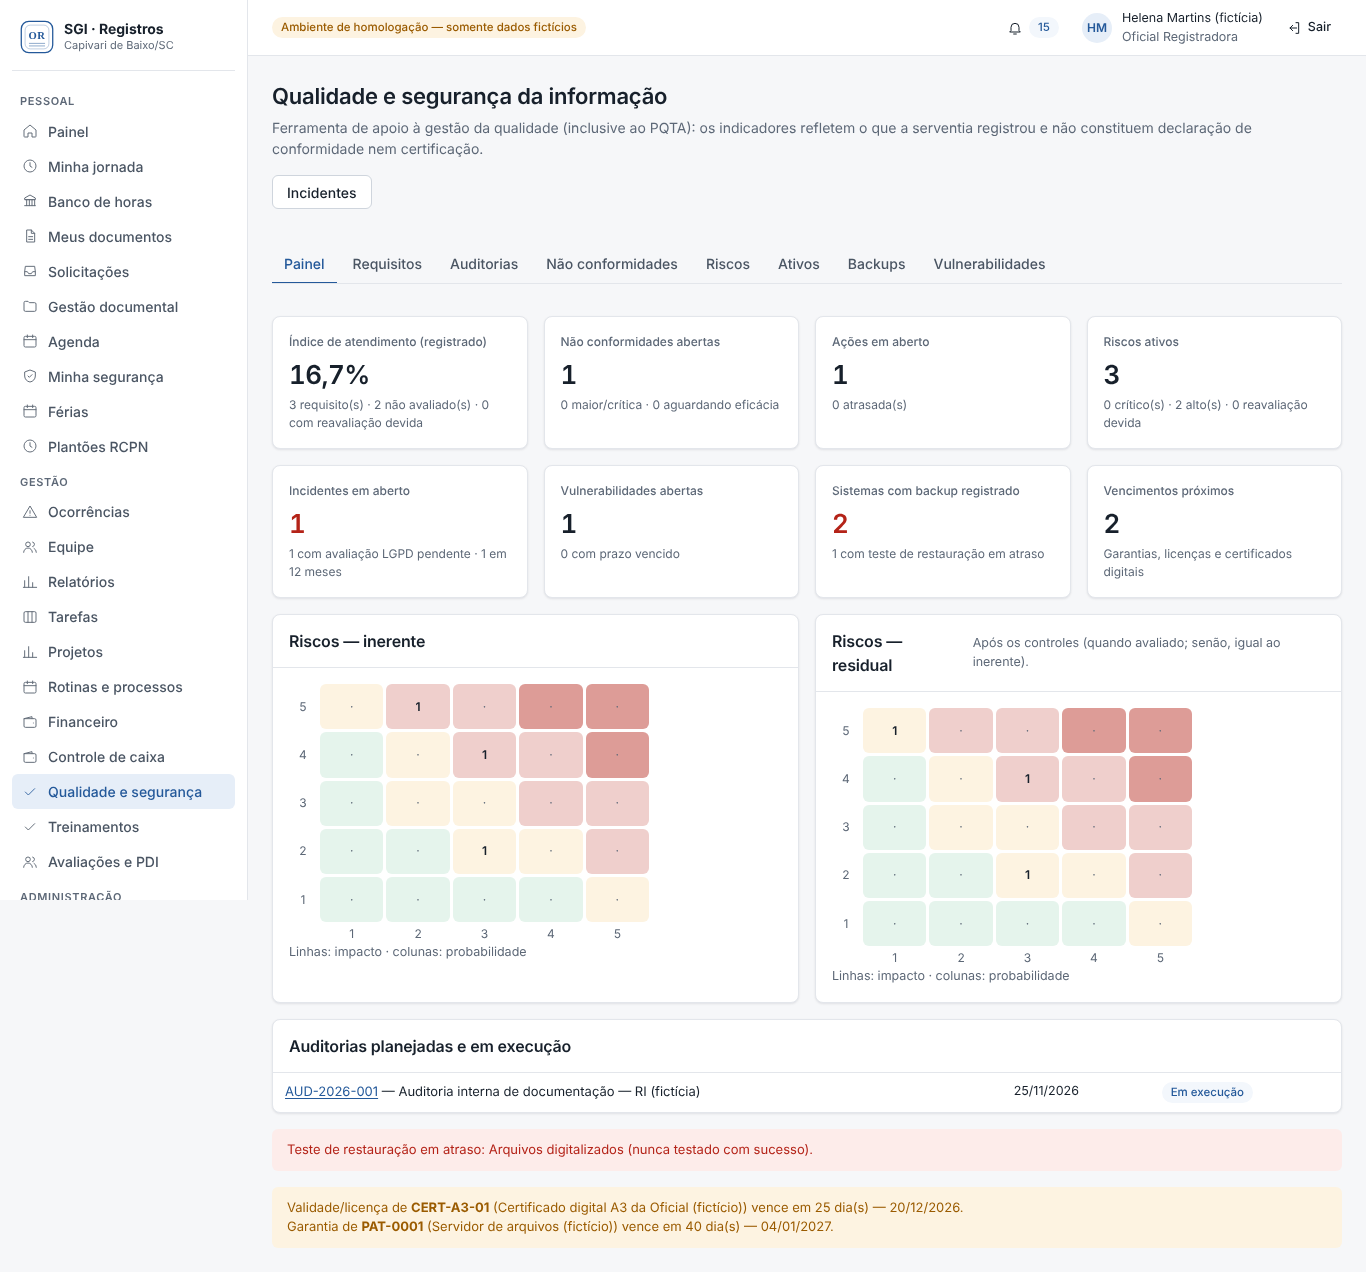 OR
SGI · Registros
Capivari de Baixo/SC
PESSOAL
Painel
Minha jornada
Banco de horas
Meus documentos
Solicitações
Gestão documental
Agenda
Minha segurança
Férias
Plantões RCPN
GESTÃO
Ocorrências
Equipe
Relatórios
Tarefas
Projetos
Rotinas e processos
Financeiro
Controle de caixa
Qualidade e segurança
Treinamentos
Avaliações e PDI
ADMINISTRAÇÃO
Ambiente de homologação — somente dados fictícios
15
HM
Helena Martins (fictícia)
Oficial Registradora
Sair
Qualidade e segurança da informação
Ferramenta de apoio à gestão da qualidade (inclusive ao PQTA): os indicadores refletem o que a serventia registrou e não constituem declaração de
conformidade nem certificação.
Incidentes
Painel Requisitos Auditorias Não conformidades Riscos Ativos Backups Vulnerabilidades
Índice de atendimento (registrado)
16,7%
3 requisito(s) · 2 não avaliado(s) · 0
com reavaliação devida
Não conformidades abertas
1
0 maior/crítica · 0 aguardando eficácia
Ações em aberto
1
0 atrasada(s)
Riscos ativos
3
0 crítico(s) · 2 alto(s) · 0 reavaliação
devida
Incidentes em aberto
1
1 com avaliação LGPD pendente · 1 em
12 meses
Vulnerabilidades abertas
1
0 com prazo vencido
Sistemas com backup registrado
2
1 com teste de restauração em atraso
Vencimentos próximos
2
Garantias, licenças e certificados
digitais
Riscos — inerente
5 · 1 · · ·
4 · · 1 · ·
3 · · · · ·
2 · · 1 · ·
1 · · · · ·
1 2 3 4 5
Linhas: impacto · colunas: probabilidade
Riscos —
residual
Após os controles (quando avaliado; senão, igual ao
inerente).
5 1 · · · ·
4 · · 1 · ·
3 · · · · ·
2 · · 1 · ·
1 · · · · ·
1 2 3 4 5
Linhas: impacto · colunas: probabilidade
Auditorias planejadas e em execução
AUD-2026-001 — Auditoria interna de documentação — RI (fictícia) 25/11/2026 Em execução
Teste de restauração em atraso: Arquivos digitalizados (nunca testado com sucesso).
Validade/licença de CERT-A3-01 (Certificado digital A3 da Oficial (fictício)) vence em 25 dia(s) — 20/12/2026.
Garantia de PAT-0001 (Servidor de arquivos (fictício)) vence em 40 dia(s) — 04/01/2027.